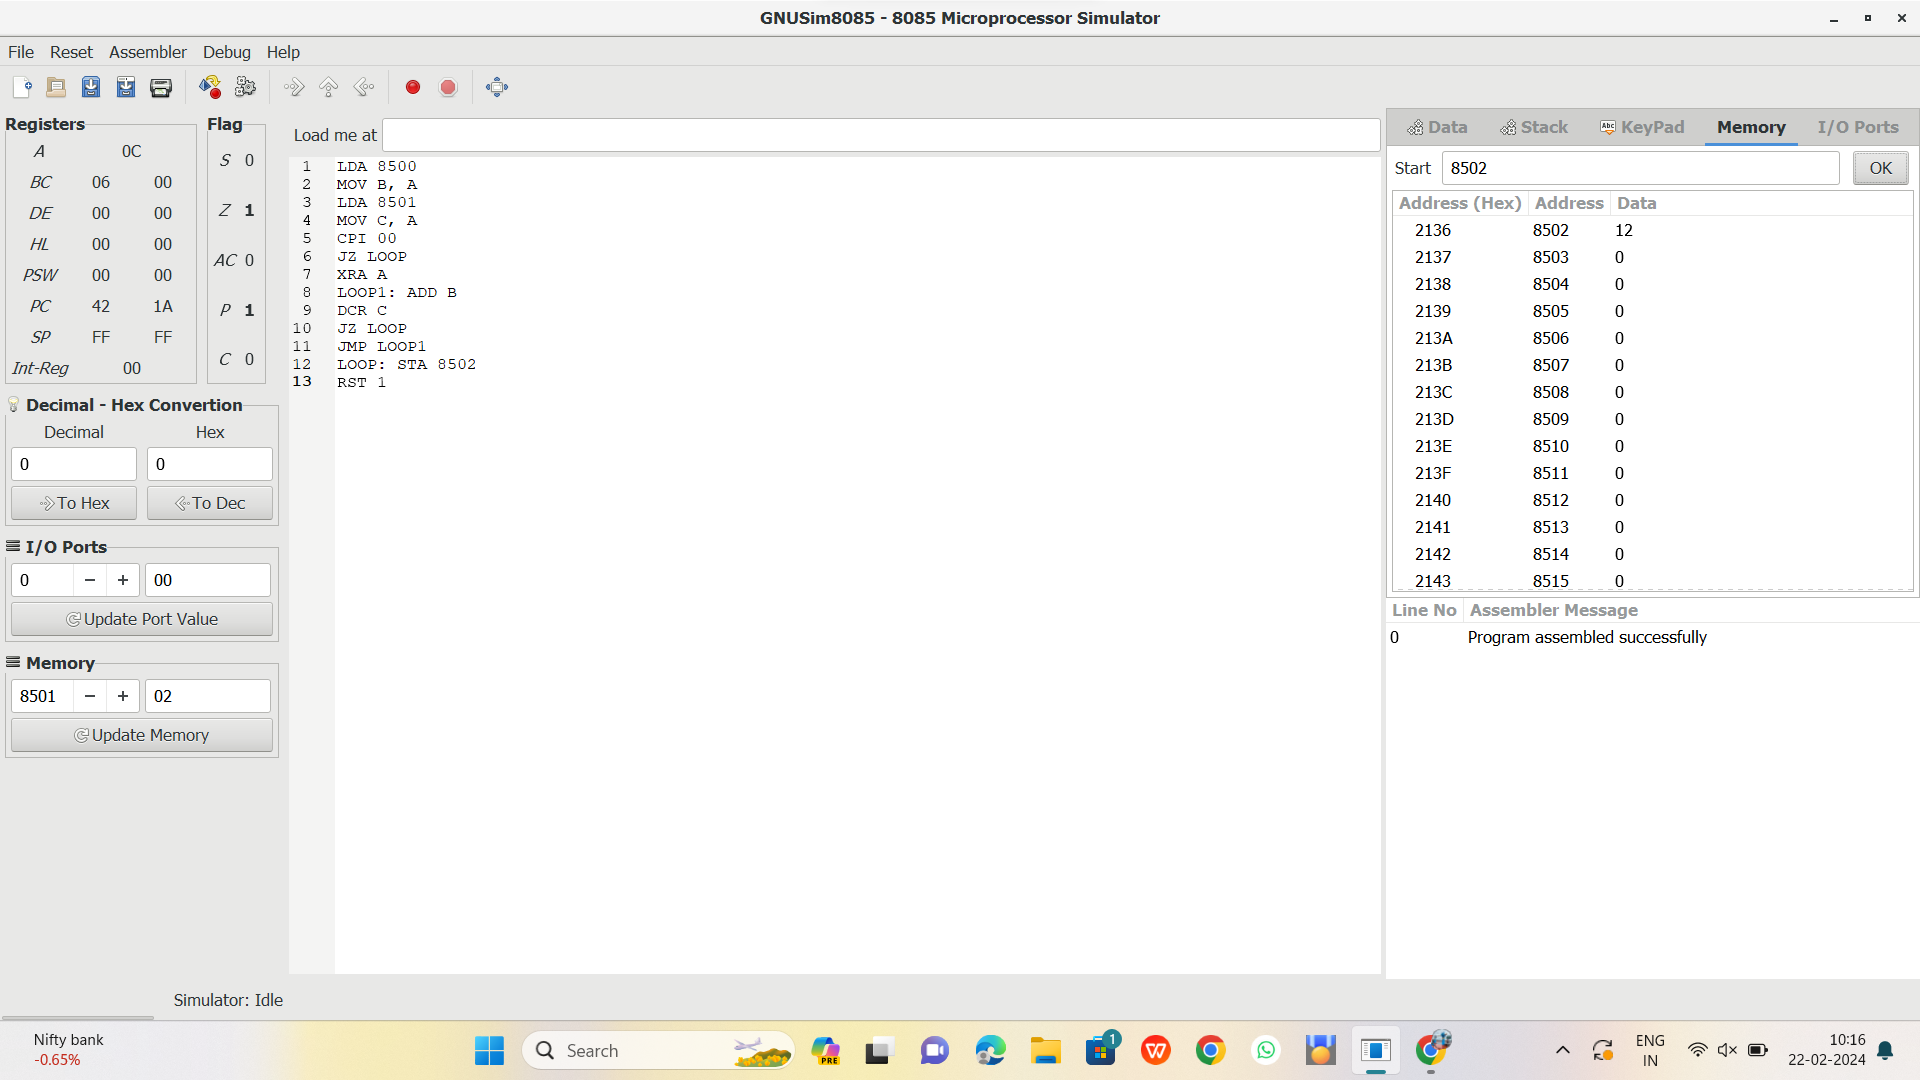 GNUSim8085 - 8085 Microprocessor Simulator
File Reset Assembler Debug Help
Registers
A 0C
BC 06 00
DE 00 00
HL 00 00
PSW 00 00
PC 42 1A
SP FF FF
Int-Reg 00
Flag
S 0
Z 1
AC 0
P 1
C 0
Decimal - Hex Convertion
Decimal Hex
0 0
To Hex To Dec
I/O Ports
0 − + 00
Update Port Value
Memory
8501 − + 02
Update Memory
Load me at
1 LDA 8500
2 MOV B, A
3 LDA 8501
4 MOV C, A
5 CPI 00
6 JZ LOOP
7 XRA A
8 LOOP1: ADD B
9 DCR C
10 JZ LOOP
11 JMP LOOP1
12 LOOP: STA 8502
13 RST 1
Data Stack Abc KeyPad Memory I/O Ports
Start 8502 OK
Address (Hex) Address Data
2136 8502 12
2137 8503 0
2138 8504 0
2139 8505 0
213A 8506 0
213B 8507 0
213C 8508 0
213D 8509 0
213E 8510 0
213F 8511 0
2140 8512 0
2141 8513 0
2142 8514 0
2143 8515 0
Line No Assembler Message
0 Program assembled successfully
Simulator: Idle
Nifty bank
-0.65%
Search
PRE
1
W
ENG
IN
10:16
22-02-2024